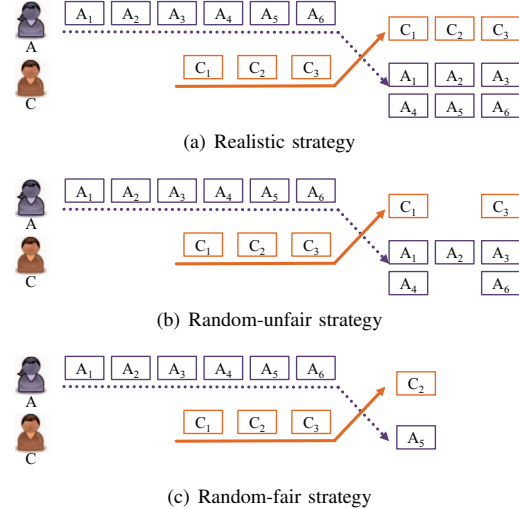 A₁ A₂ A₃ A₄ A₅ A₆ C₁ C₂ C₃
A
C₁ C₂ C₃ A₁ A₂ A₃
C A₄ A₅ A₆
(a) Realistic strategy
A₁ A₂ A₃ A₄ A₅ A₆ C₁ C₃
A
C₁ C₂ C₃ A₁ A₂ A₃
C A₄ A₆
(b) Random-unfair strategy
A₁ A₂ A₃ A₄ A₅ A₆ C₂
A
C₁ C₂ C₃ A₅
C
(c) Random-fair strategy